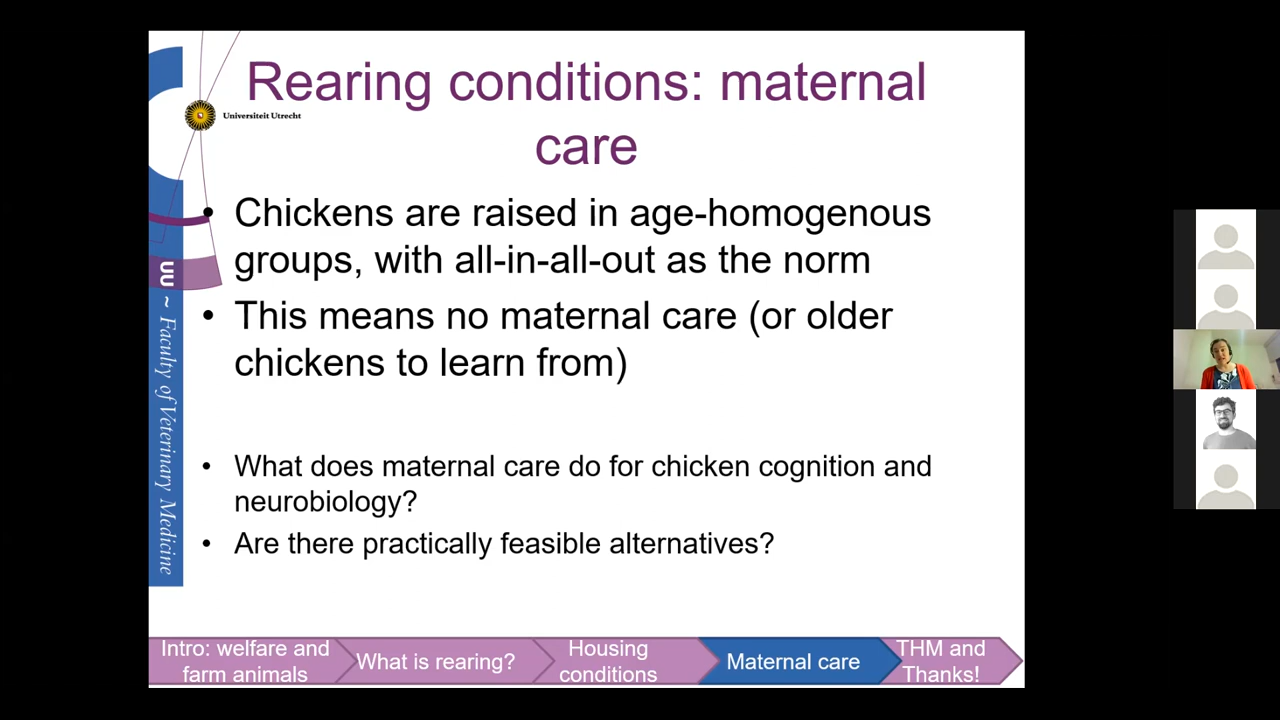 Rearing conditions: maternal
care
Universiteit Utrecht
• Chickens are raised in age-homogenous
groups, with all-in-all-out as the norm
• This means no maternal care (or older
chickens to learn from)
• What does maternal care do for chicken cognition and
neurobiology?
• Are there practically feasible alternatives?
UU ~ Faculty of Veterinary Medicine
Intro: welfare and
farm animals
What is rearing?
Housing
conditions
Maternal care
THM and
Thanks!